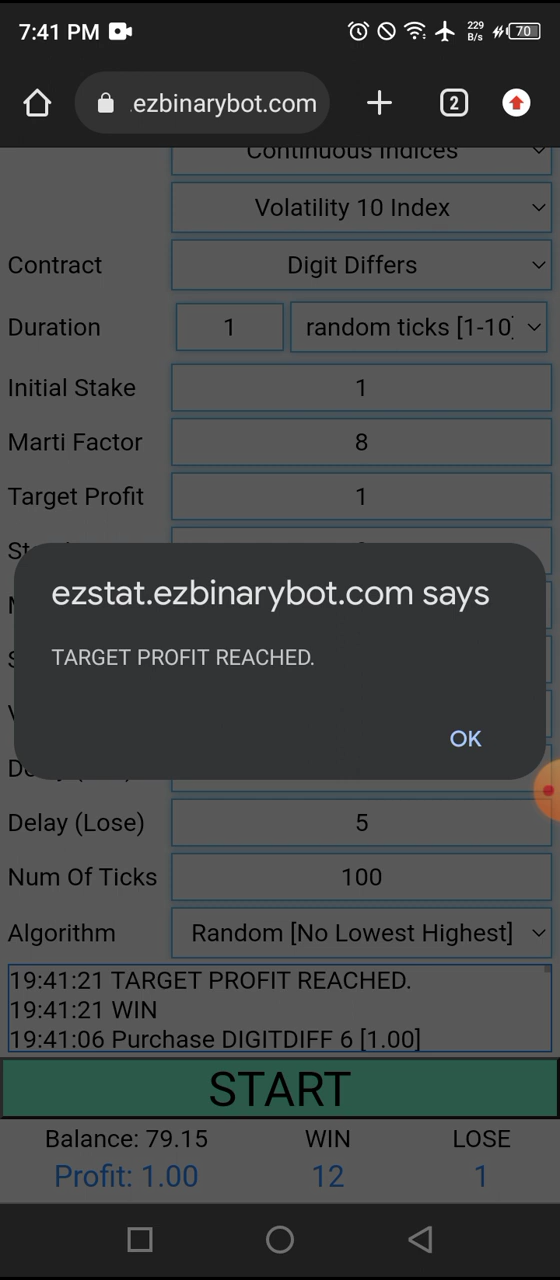 7:41 PM 229 B/s 70
.ezbinarybot.com 2
Continuous Indices
Volatility 10 Index
Contract Digit Differs
Duration 1 random ticks [1-10]
Initial Stake 1
Marti Factor 8
Target Profit 1
St
ezstat.ezbinarybot.com says
TARGET PROFIT REACHED.
OK
Delay (Lose) 5
Num Of Ticks 100
Algorithm Random [No Lowest Highest]
19:41:21 TARGET PROFIT REACHED.
19:41:21 WIN
19:41:06 Purchase DIGITDIFF 6 [1.00]
START
Balance: 79.15 WIN LOSE
Profit: 1.00 12 1